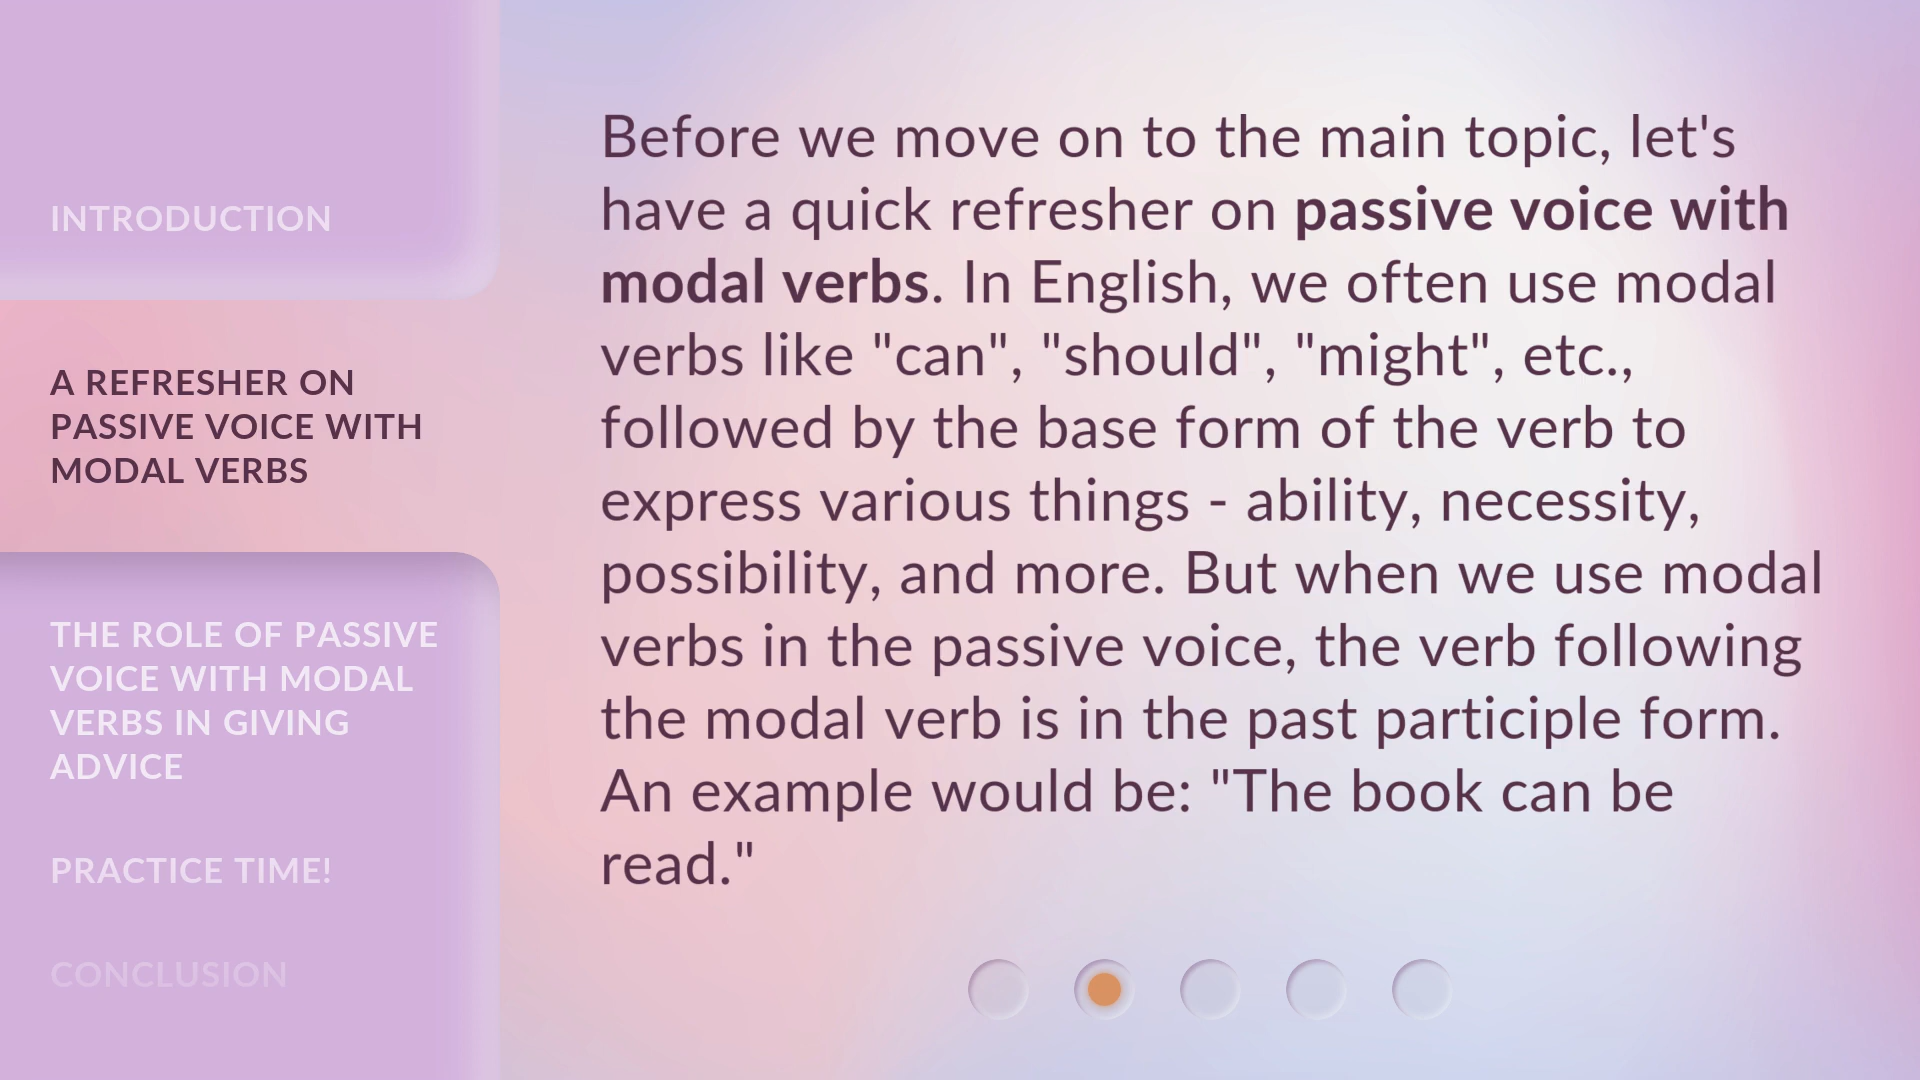 INTRODUCTION
A REFRESHER ON
PASSIVE VOICE WITH
MODAL VERBS
THE ROLE OF PASSIVE
VOICE WITH MODAL
VERBS IN GIVING
ADVICE
PRACTICE TIME!
CONCLUSION
Before we move on to the main topic, let's
have a quick refresher on passive voice with
modal verbs. In English, we often use modal
verbs like "can", "should", "might", etc.,
followed by the base form of the verb to
express various things - ability, necessity,
possibility, and more. But when we use modal
verbs in the passive voice, the verb following
the modal verb is in the past participle form.
An example would be: "The book can be
read."